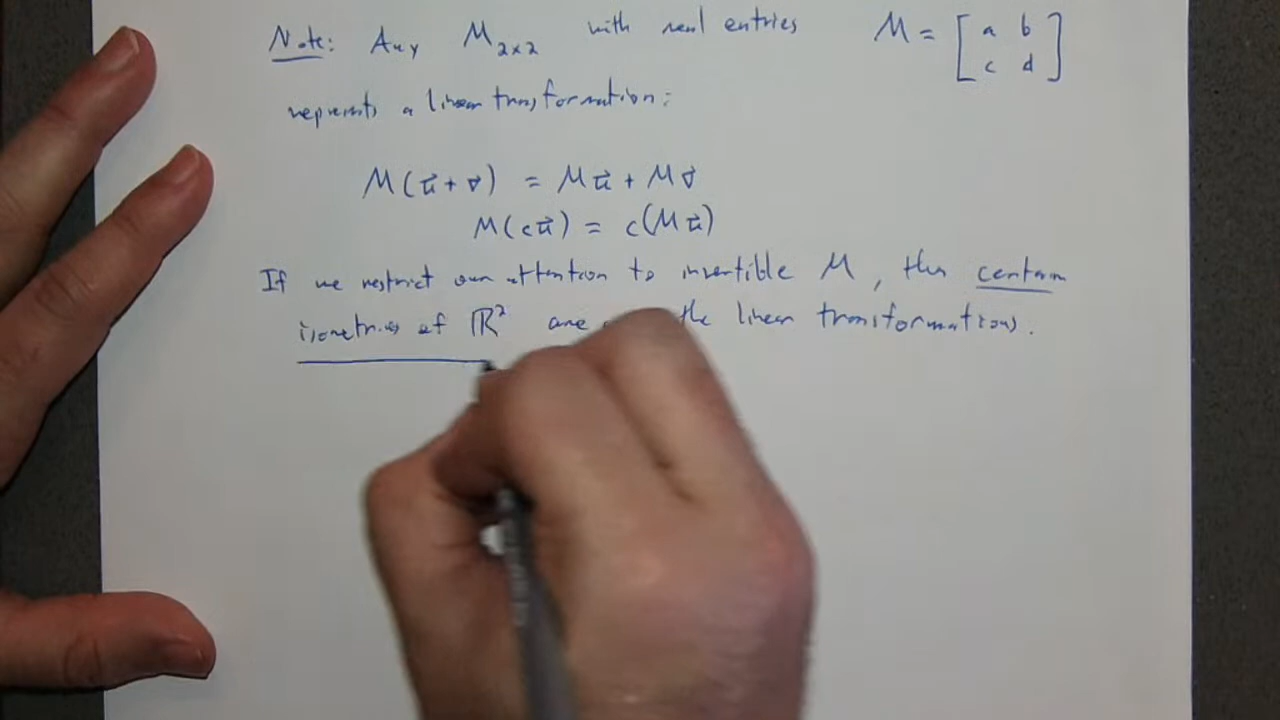 Note: Any M2x2 with real entries M = [a b
c d]
represents a linear transformation:
M(u⃗ + v⃗) = Mu⃗ + Mv⃗
M(cu⃗) = c(Mu⃗)
If we restrict our attention to invertible M, then certain
isometries of ℝ² are the linear transformations.